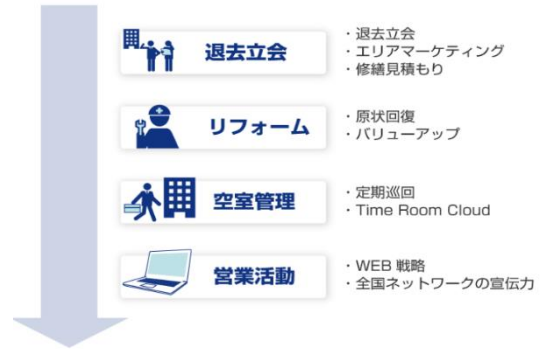 退去立会
・退去立会
・エリアマーケティング
・修繕見積もり
リフォーム
・原状回復
・バリューアップ
空室管理
・定期巡回
・Time Room Cloud
営業活動
・WEB 戦略
・全国ネットワークの宣伝力